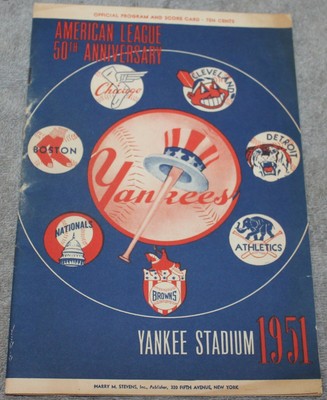 OFFICIAL PROGRAM AND SCORE CARD - TEN CENTS
AMERICAN LEAGUE
50TH ANNIVERSARY
Chicago
CLEVELAND
BOSTON
DETROIT
Yankees
NATIONALS
ATHLETICS
BROWNS
YANKEE STADIUM 1951
HARRY M. STEVENS, Inc., Publisher, 320 FIFTH AVENUE, NEW YORK